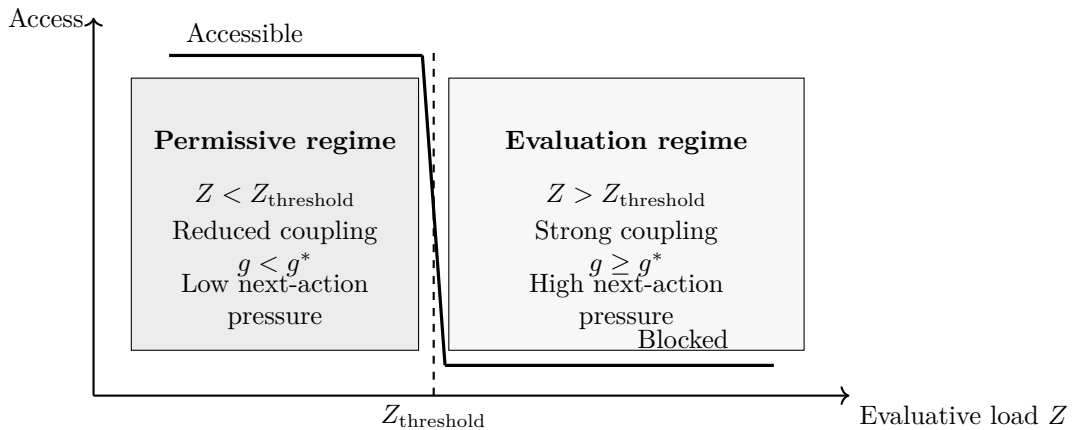 Access
Accessible
Permissive regime
Z < Z_threshold
Reduced coupling
g < g*
Low next-action
pressure
Evaluation regime
Z > Z_threshold
Strong coupling
g ≥ g*
High next-action
pressure
Blocked
Z_threshold
Evaluative load Z